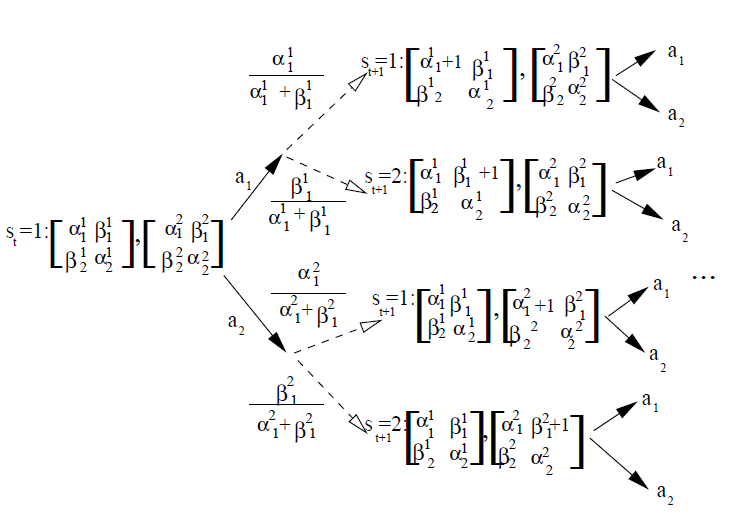 α₁¹ / (α₁¹ + β₁¹)
s_{t+1}=1: [α₁¹+1 β₁¹; β₂¹ α₂¹], [α₁² β₁²; β₂² α₂²]
a₁
a₂
a₁
β₁¹ / (α₁¹ + β₁¹)
s_{t+1}=2: [α₁¹ β₁¹ +1; β₂¹ α₂¹], [α₁² β₁²; β₂² α₂²]
a₁
a₂
s_t=1: [α₁¹ β₁¹; β₂¹ α₂¹], [α₁² β₁²; β₂² α₂²]
a₂
α₁² / (α₁² + β₁²)
s_{t+1}=1: [α₁¹ β₁¹; β₂¹ α₂¹], [α₁²+1 β₁²; β₂² α₂²]
a₁
a₂
...
β₁² / (α₁² + β₁²)
s_{t+1}=2: [α₁¹ β₁¹; β₂¹ α₂¹], [α₁² β₁²+1; β₂² α₂²]
a₁
a₂